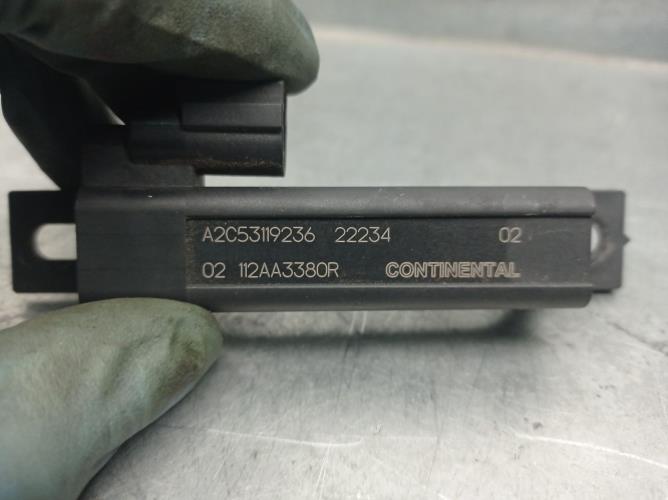 A2C53119236 22234 02
02 112AA3380R CONTINENTAL